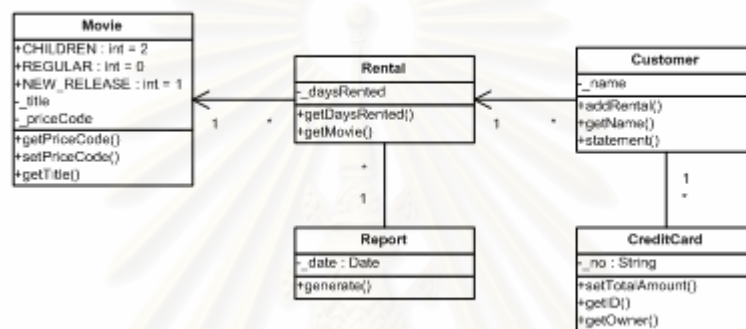 Movie
+CHILDREN : int = 2
+REGULAR : int = 0
+NEW_RELEASE : int = 1
-_title
-_priceCode
+getPriceCode()
+setPriceCode()
+getTitle()
1
*
Rental
-_daysRented
+getDaysRented()
+getMovie()
1
*
Customer
-_name
+addRental()
+getName()
+statement()
*
1
Report
-_date : Date
+generate()
1
*
CreditCard
-_no : String
+setTotalAmount()
+getID()
+getOwner()